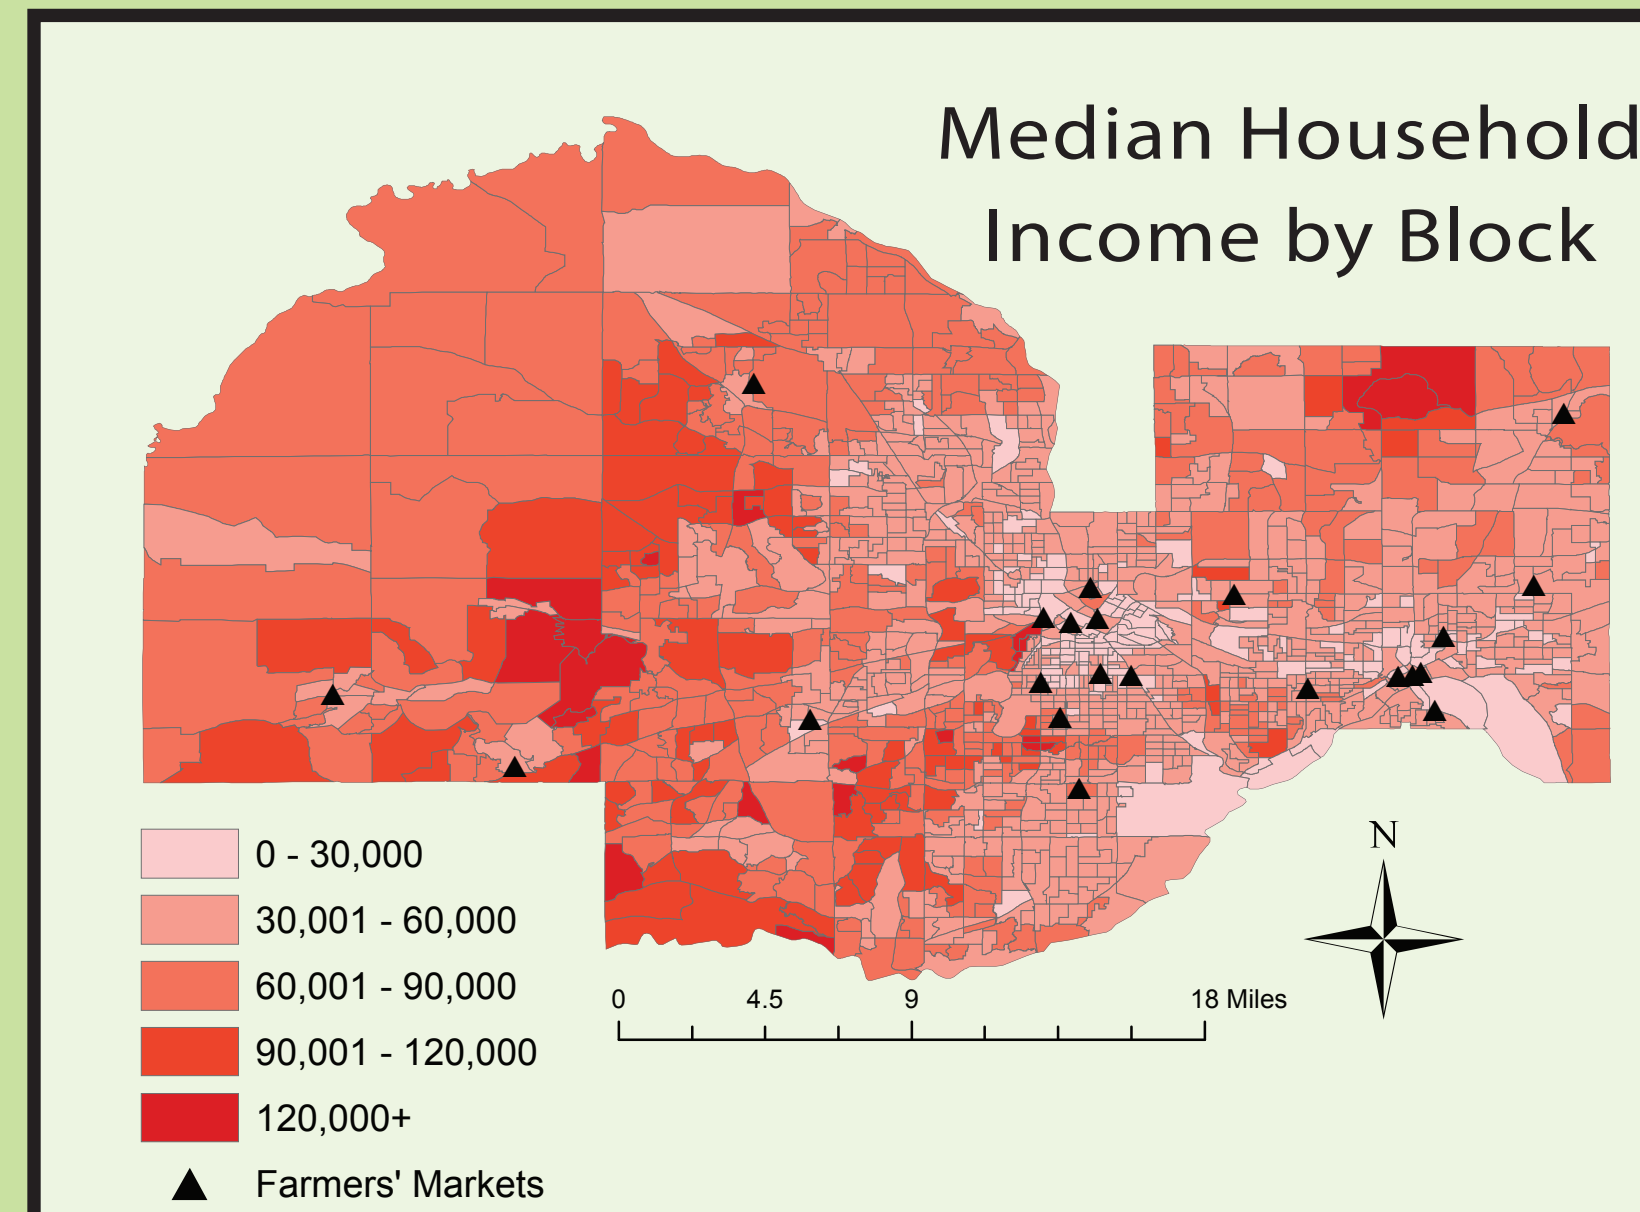 Median Household
Income by Block
N
0 - 30,000
30,001 - 60,000
60,001 - 90,000
90,001 - 120,000
120,000+
Farmers' Markets
0 4.5 9 18 Miles